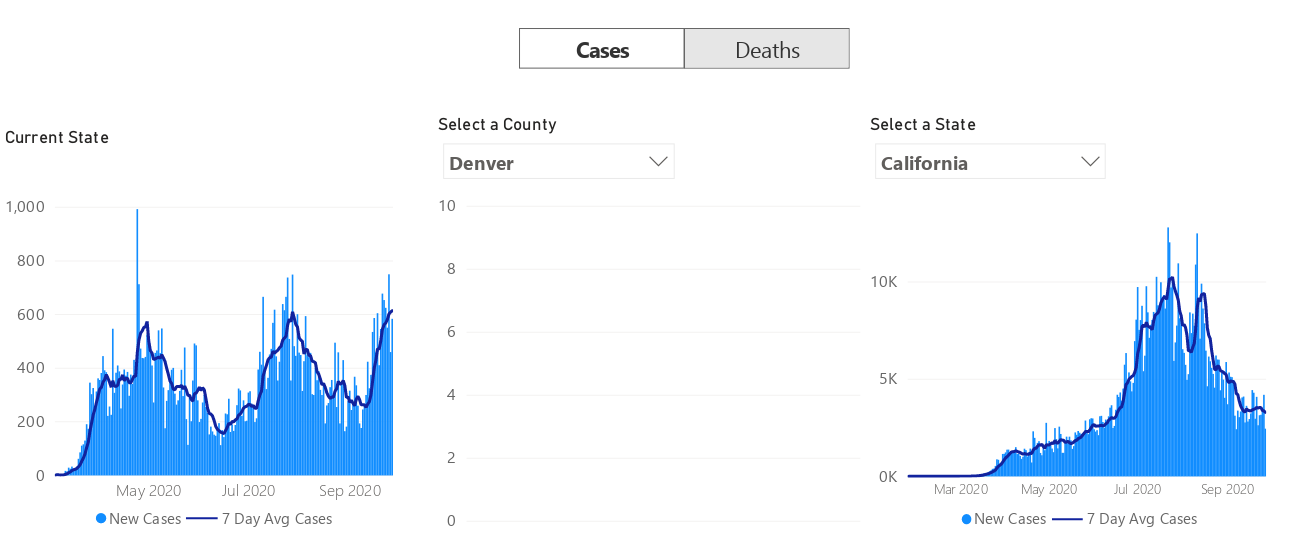 Cases Deaths
Current State
Select a County
Denver
Select a State
California
1,000
800
600
400
200
0
May 2020 Jul 2020 Sep 2020
New Cases 7 Day Avg Cases
10
8
6
4
2
0
10K
5K
0K
Mar 2020 May 2020 Jul 2020 Sep 2020
New Cases 7 Day Avg Cases